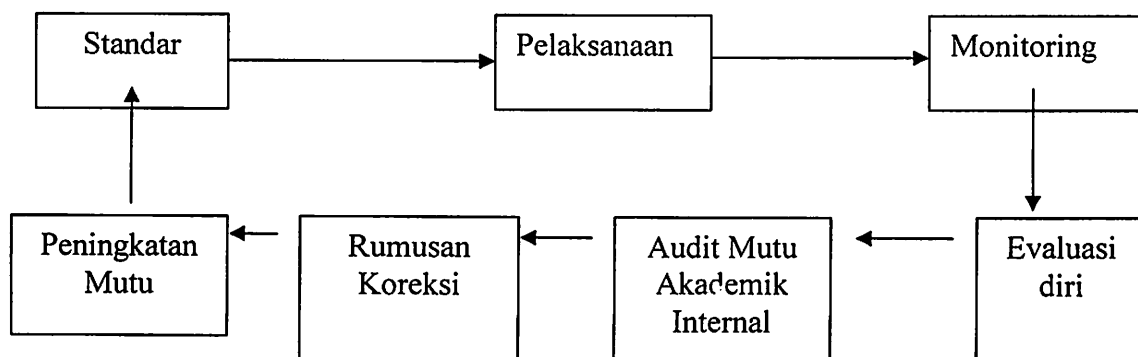 Standar
Pelaksanaan
Monitoring
Peningkatan
Mutu
Rumusan
Koreksi
Audit Mutu
Akademik
Internal
Evaluasi
diri